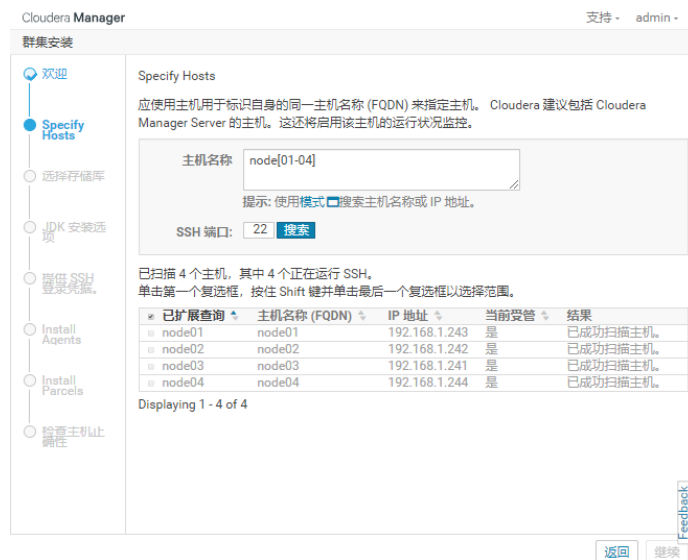 Cloudera Manager
支持
admin
群集安装
欢迎
Specify
Hosts
选择存储库
JDK 安装选
项
提供 SSH
登录凭据。
Install
Agents
Install
Parcels
检查主机正
确性
Specify Hosts
应使用主机用于标识自身的同一主机名称 (FQDN) 来指定主机。 Cloudera 建议包括 Cloudera
Manager Server 的主机。这还将启用该主机的运行状况监控。
主机名称
node[01-04]
提示: 使用模式搜索主机名称或 IP 地址。
SSH 端口: 22 搜索
已扫描 4 个主机，其中 4 个正在运行 SSH。
单击第一个复选框，按住 Shift 键并单击最后一个复选框以选择范围。
已扩展查询 主机名称 (FQDN) IP 地址 当前受管 结果
node01 node01 192.168.1.243 是 已成功扫描主机。
node02 node02 192.168.1.242 是 已成功扫描主机。
node03 node03 192.168.1.241 是 已成功扫描主机。
node04 node04 192.168.1.244 是 已成功扫描主机。
Displaying 1 - 4 of 4
Feedback
返回
继续